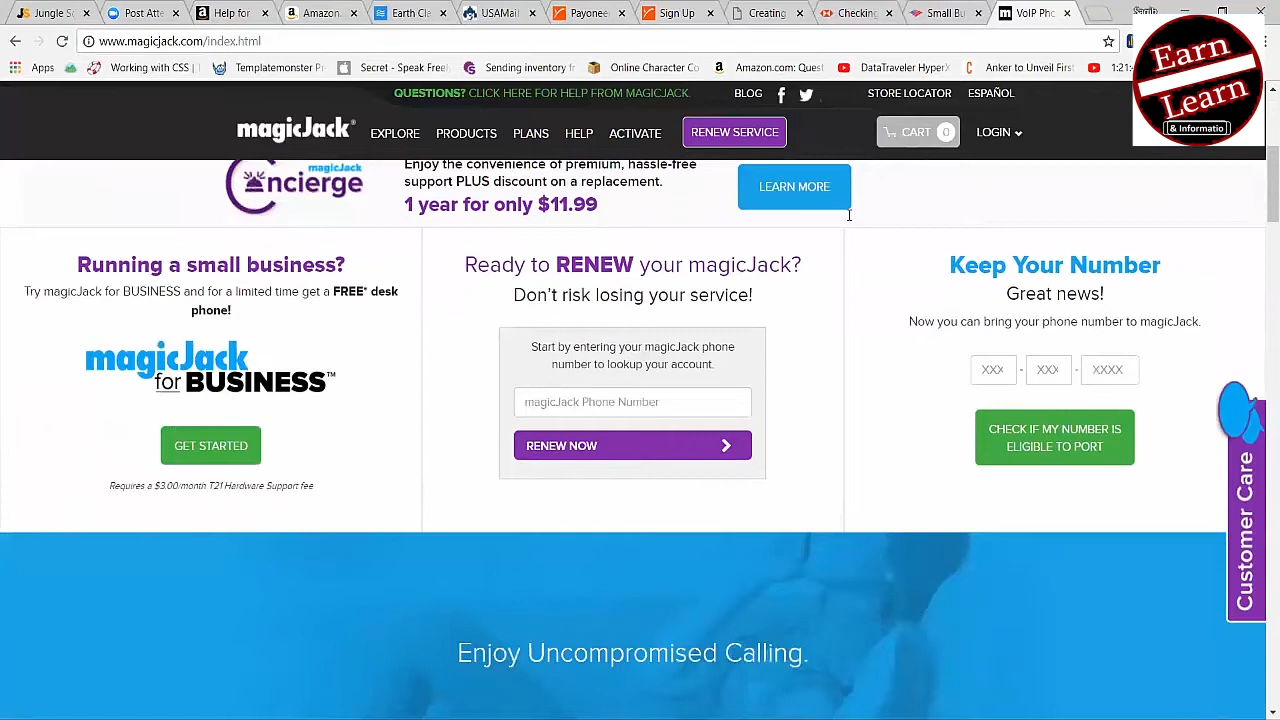 Jungle Sc
Post Atte
Help for
Amazon.
Earth Cle
USAMail
Payonee
Sign Up
Creating
Checking
Small Bu
VoIP Pho
www.magicjack.com/index.html
Apps
Working with CSS |
Templatemonster Pr
Secret - Speak Freel
Serving inventory fr
Online Character Co
Amazon.com: Quest
DataTraveler HyperX
Anker to Unveil First
1:21:4
Earn
Learn
& Informatio
QUESTIONS? CLICK HERE FOR HELP FROM MAGICJACK.
BLOG
STORE LOCATOR
ESPAÑOL
magicJack®
EXPLORE
PRODUCTS
PLANS
HELP
ACTIVATE
RENEW SERVICE
CART 0
LOGIN
magicJack
Concierge
Enjoy the convenience of premium, hassle-free
support PLUS discount on a replacement.
1 year for only $11.99
LEARN MORE
Running a small business?
Try magicJack for BUSINESS and for a limited time get a FREE* desk
phone!
magicJack
for BUSINESS™
GET STARTED
Requires a $3.00/month T21 Hardware Support fee
Ready to RENEW your magicJack?
Don't risk losing your service!
Start by entering your magicJack phone
number to lookup your account.
magicJack Phone Number
RENEW NOW
Keep Your Number
Great news!
Now you can bring your phone number to magicJack.
XXX - XXX - XXXX
CHECK IF MY NUMBER IS
ELIGIBLE TO PORT
Customer Care
Enjoy Uncompromised Calling.